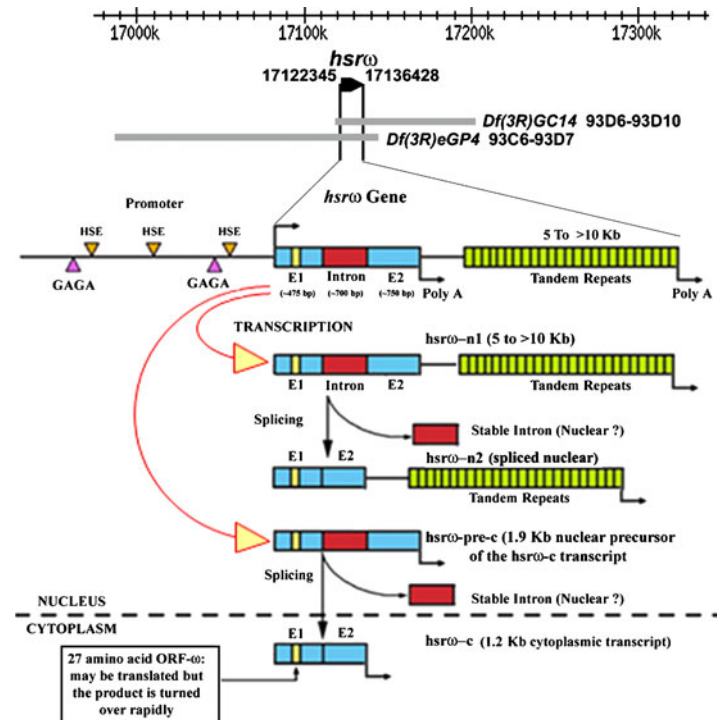 17000k 17100k 17200k 17300k
hsrω
17122345 17136428
Df(3R)GC14 93D6-93D10
Df(3R)eGP4 93C6-93D7
hsrω Gene
Promoter
HSE HSE HSE
5 To >10 Kb
GAGA GAGA
E1 Intron E2
(~475 bp) (~700 bp) (~750 bp)
Poly A
Tandem Repeats
Poly A
TRANSCRIPTION
hsrω–n1 (5 to >10 Kb)
E1 Intron E2
Tandem Repeats
Splicing
Stable Intron (Nuclear ?)
E1 E2
hsrω–n2 (spliced nuclear)
Tandem Repeats
hsrω-pre-c (1.9 Kb nuclear precursor
of the hsrω-c transcript
Splicing
Stable Intron (Nuclear ?)
NUCLEUS
CYTOPLASM
E1 E2
hsrω–c (1.2 Kb cytoplasmic transcript)
27 amino acid ORF-ω:
may be translated but
the product is turned
over rapidly